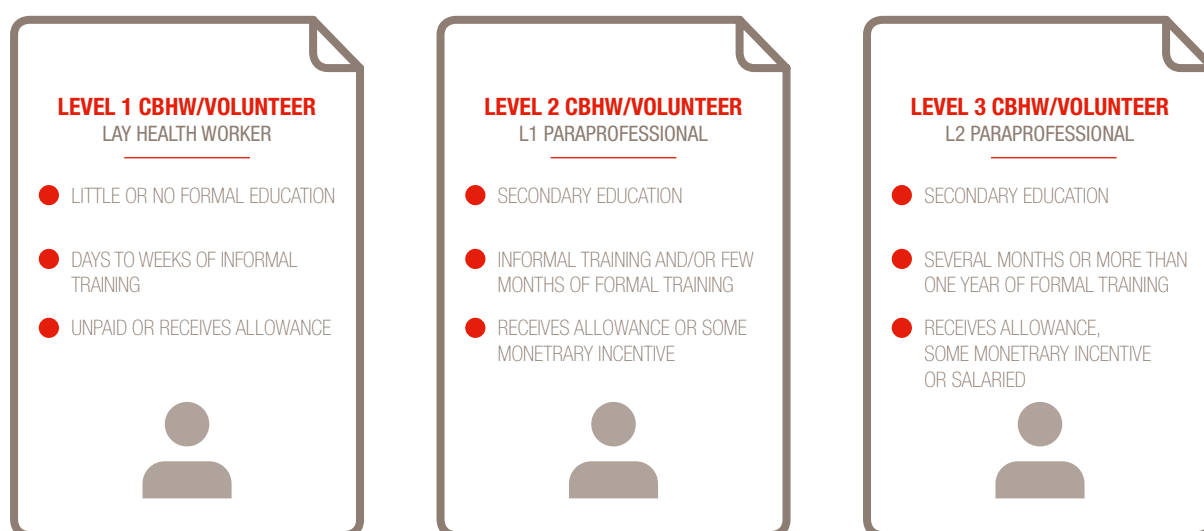 LEVEL 1 CBHW/VOLUNTEER
LAY HEALTH WORKER
LITTLE OR NO FORMAL EDUCATION
DAYS TO WEEKS OF INFORMAL
TRAINING
UNPAID OR RECEIVES ALLOWANCE
LEVEL 2 CBHW/VOLUNTEER
L1 PARAPROFESSIONAL
SECONDARY EDUCATION
INFORMAL TRAINING AND/OR FEW
MONTHS OF FORMAL TRAINING
RECEIVES ALLOWANCE OR SOME
MONETRARY INCENTIVE
LEVEL 3 CBHW/VOLUNTEER
L2 PARAPROFESSIONAL
SECONDARY EDUCATION
SEVERAL MONTHS OR MORE THAN
ONE YEAR OF FORMAL TRAINING
RECEIVES ALLOWANCE,
SOME MONETRARY INCENTIVE
OR SALARIED